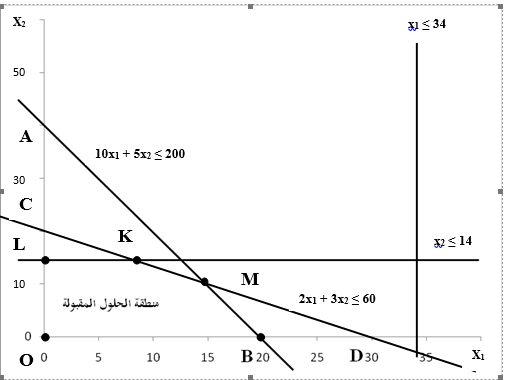 X₂
x₁ ≤ 34
50
A
10x₁ + 5x₂ ≤ 200
30
C
L
K
x₂ ≤ 14
10
M
2x₁ + 3x₂ ≤ 60
منطقة الحلول المقبولة
0
O
B
D
X₁
0 5 10 15 20 25 30 35